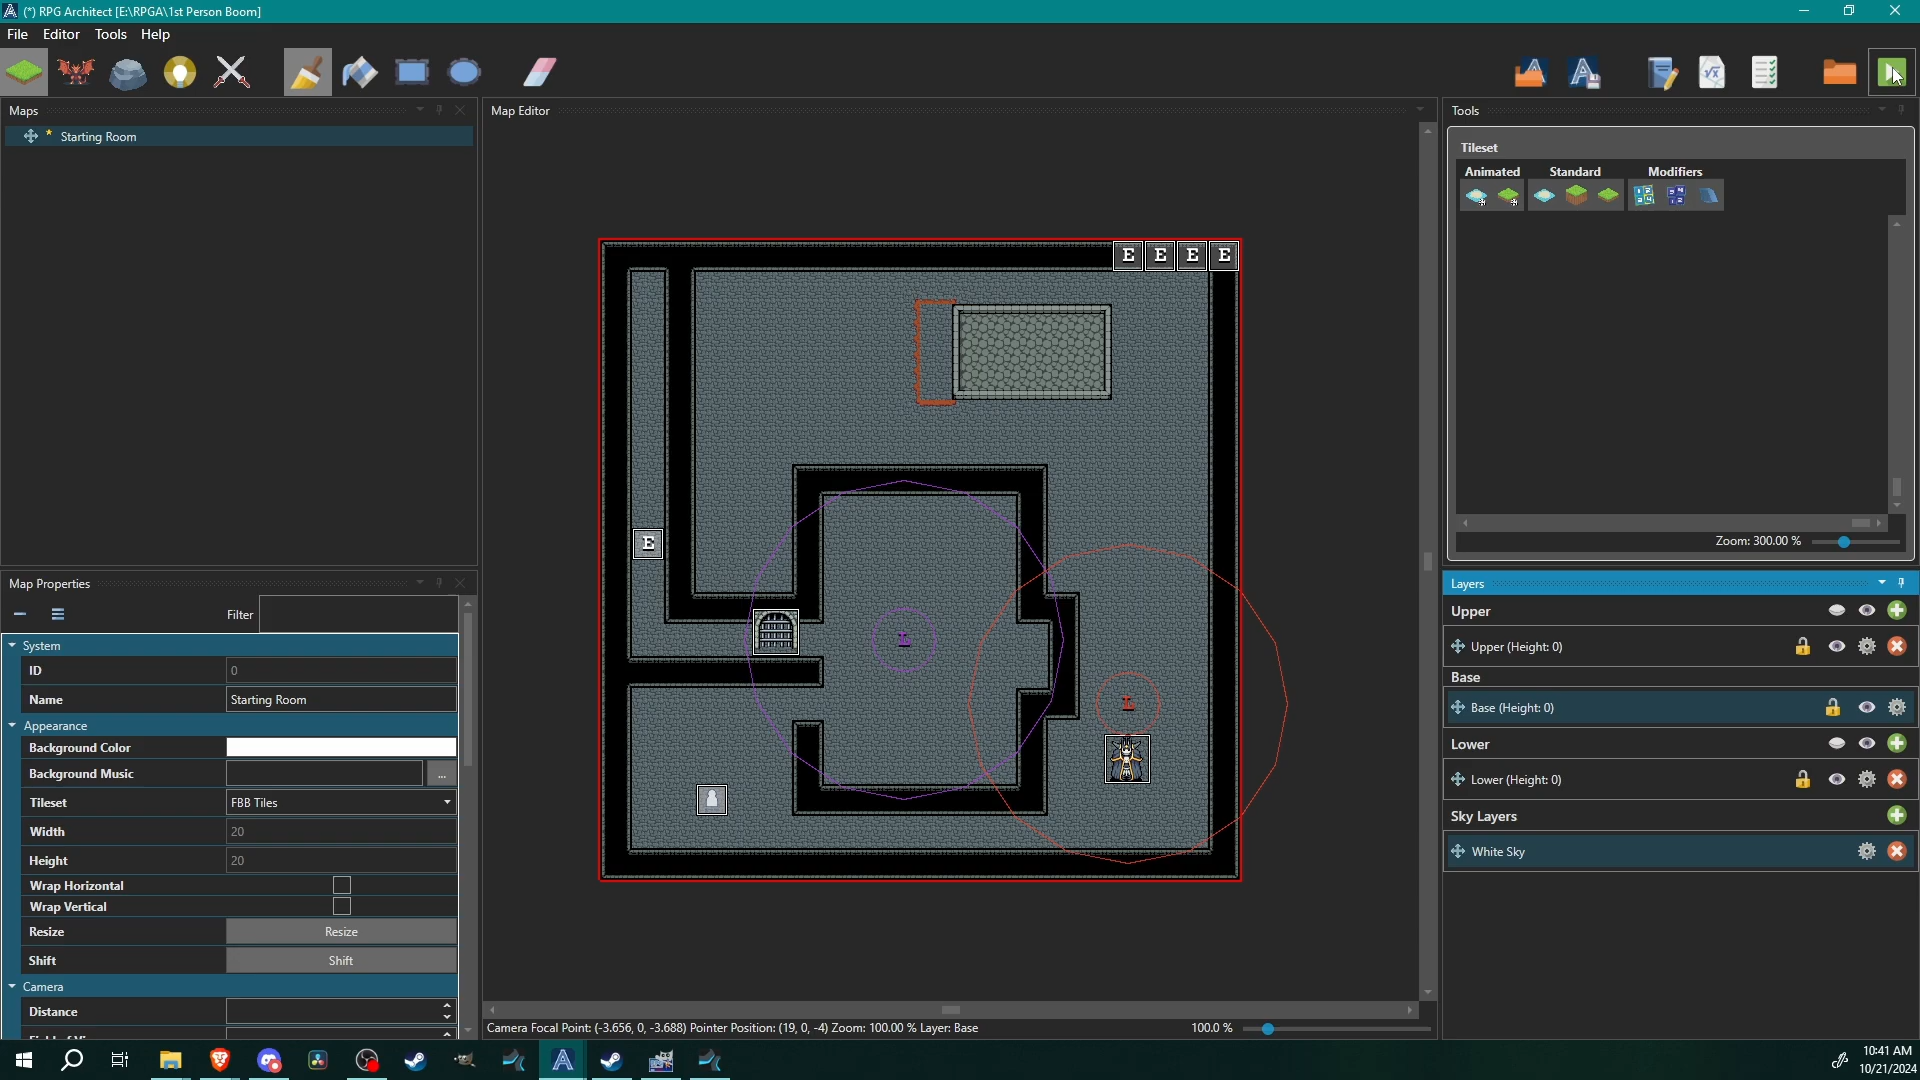 (*) RPG Architect [E:\RPGA\1st Person Boom]
File Editor Tools Help
Maps
Starting Room
Map Editor
E E E E
E
L
L
Camera Focal Point: (-3.656, 0, -3.688) Pointer Position: (19, 0, -4) Zoom: 100.00 % Layer: Base
100.0 %
Map Properties
Filter
System
ID 0
Name Starting Room
Appearance
Background Color
Background Music ...
Tileset FBB Tiles
Width 20
Height 20
Wrap Horizontal
Wrap Vertical
Resize Resize
Shift Shift
Camera
Distance
Tools
Tileset
Animated Standard Modifiers
Zoom: 300.00 %
Layers
Upper
Upper (Height: 0)
Base
Base (Height: 0)
Lower
Lower (Height: 0)
Sky Layers
White Sky
10:41 AM
10/21/2024